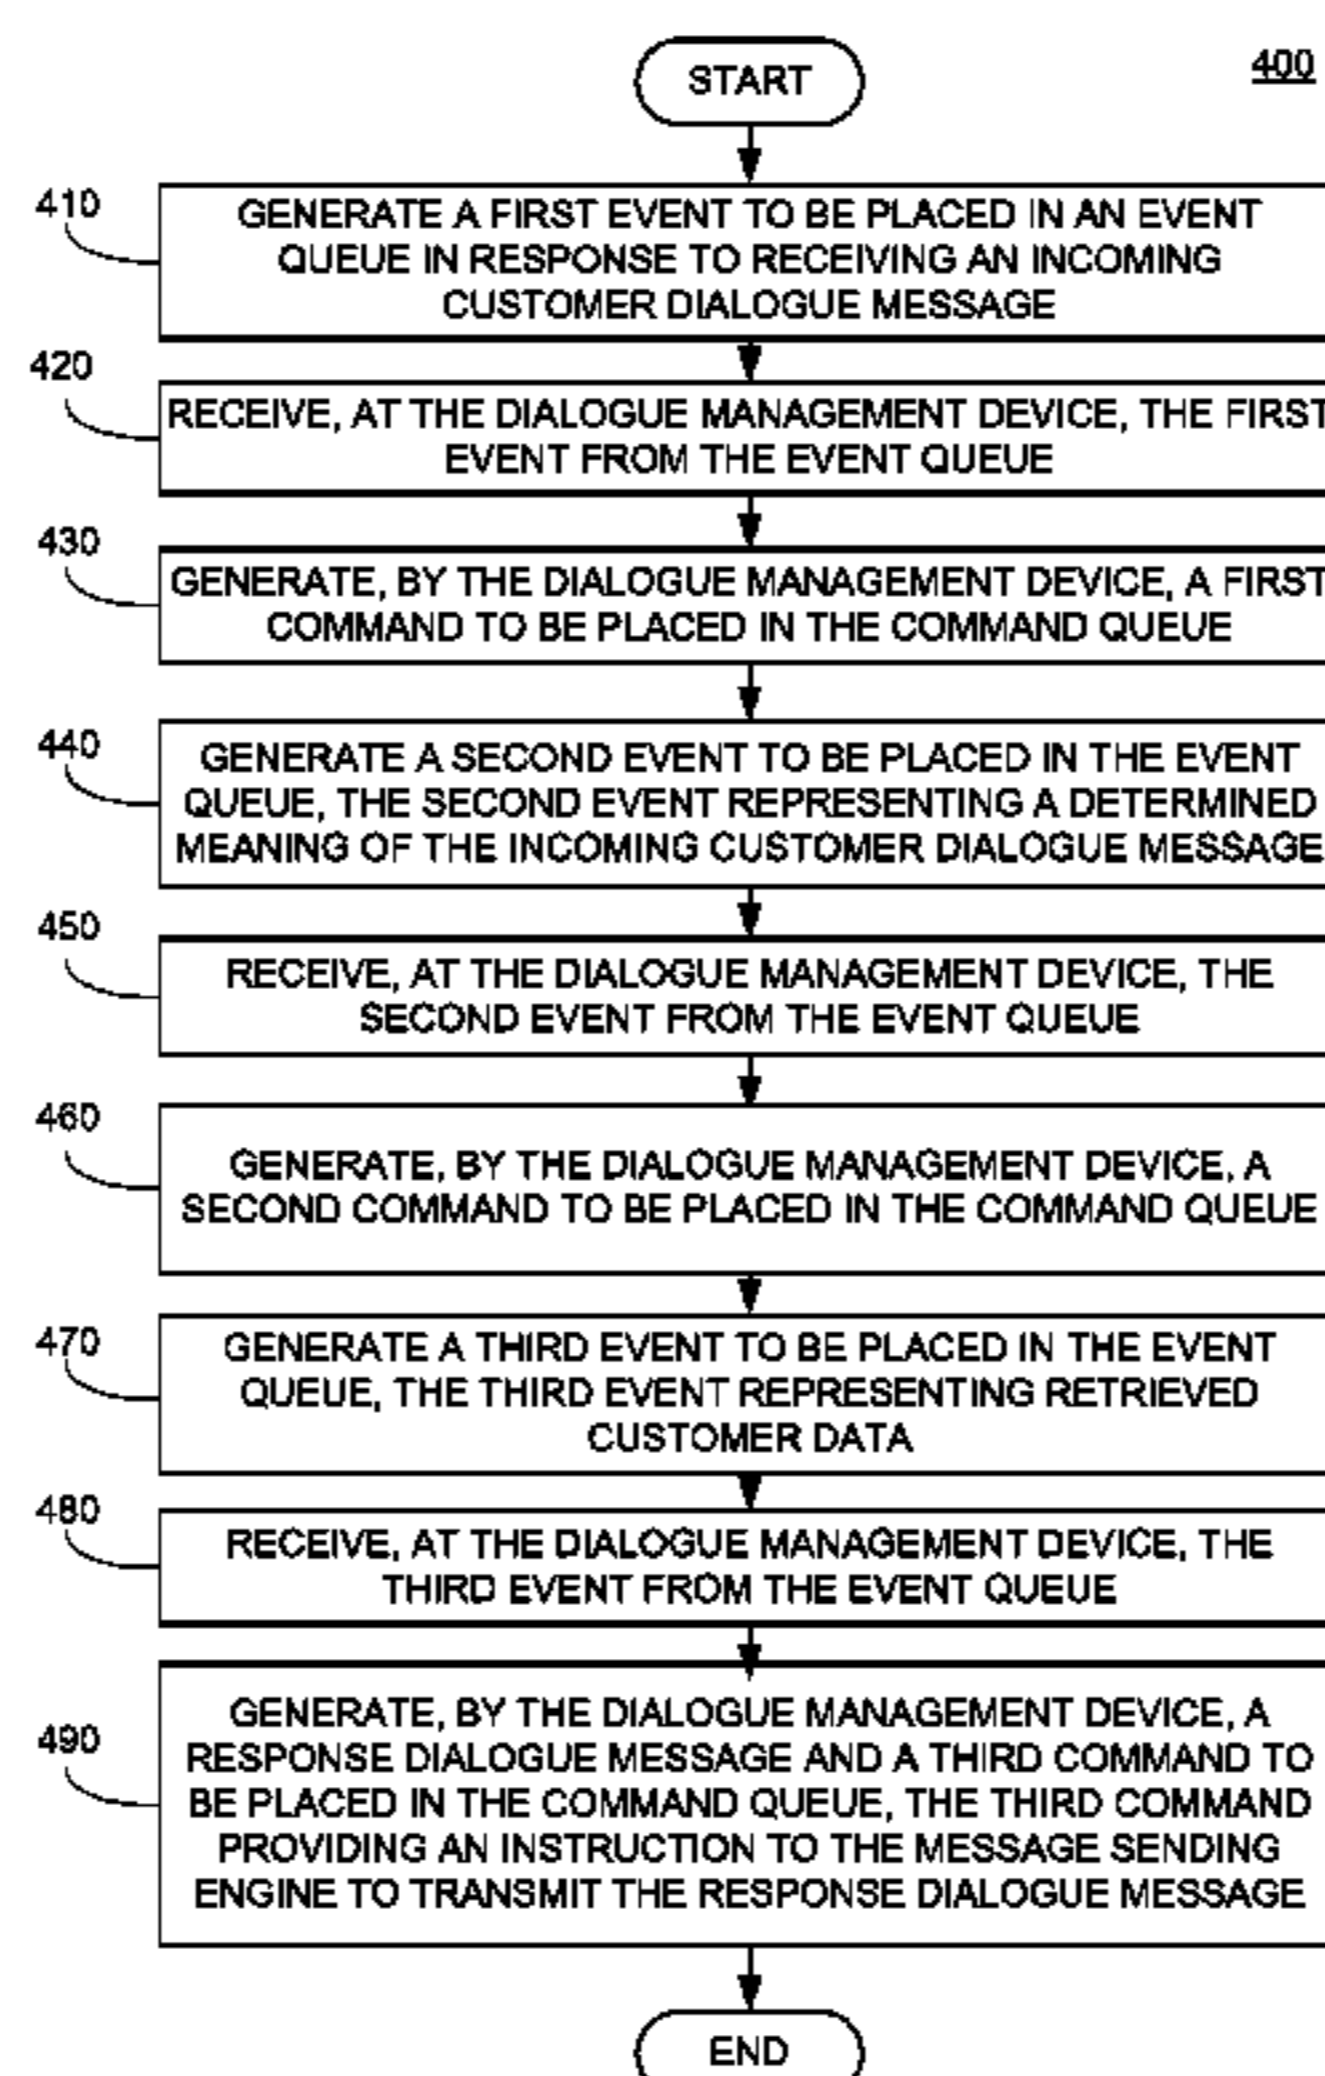 START
400
410
GENERATE A FIRST EVENT TO BE PLACED IN AN EVENT
QUEUE IN RESPONSE TO RECEIVING AN INCOMING
CUSTOMER DIALOGUE MESSAGE
420
RECEIVE, AT THE DIALOGUE MANAGEMENT DEVICE, THE FIRST
EVENT FROM THE EVENT QUEUE
430
GENERATE, BY THE DIALOGUE MANAGEMENT DEVICE, A FIRST
COMMAND TO BE PLACED IN THE COMMAND QUEUE
440
GENERATE A SECOND EVENT TO BE PLACED IN THE EVENT
QUEUE, THE SECOND EVENT REPRESENTING A DETERMINED
MEANING OF THE INCOMING CUSTOMER DIALOGUE MESSAGE
450
RECEIVE, AT THE DIALOGUE MANAGEMENT DEVICE, THE
SECOND EVENT FROM THE EVENT QUEUE
460
GENERATE, BY THE DIALOGUE MANAGEMENT DEVICE, A
SECOND COMMAND TO BE PLACED IN THE COMMAND QUEUE
470
GENERATE A THIRD EVENT TO BE PLACED IN THE EVENT
QUEUE, THE THIRD EVENT REPRESENTING RETRIEVED
CUSTOMER DATA
480
RECEIVE, AT THE DIALOGUE MANAGEMENT DEVICE, THE
THIRD EVENT FROM THE EVENT QUEUE
490
GENERATE, BY THE DIALOGUE MANAGEMENT DEVICE, A
RESPONSE DIALOGUE MESSAGE AND A THIRD COMMAND TO
BE PLACED IN THE COMMAND QUEUE, THE THIRD COMMAND
PROVIDING AN INSTRUCTION TO THE MESSAGE SENDING
ENGINE TO TRANSMIT THE RESPONSE DIALOGUE MESSAGE
END